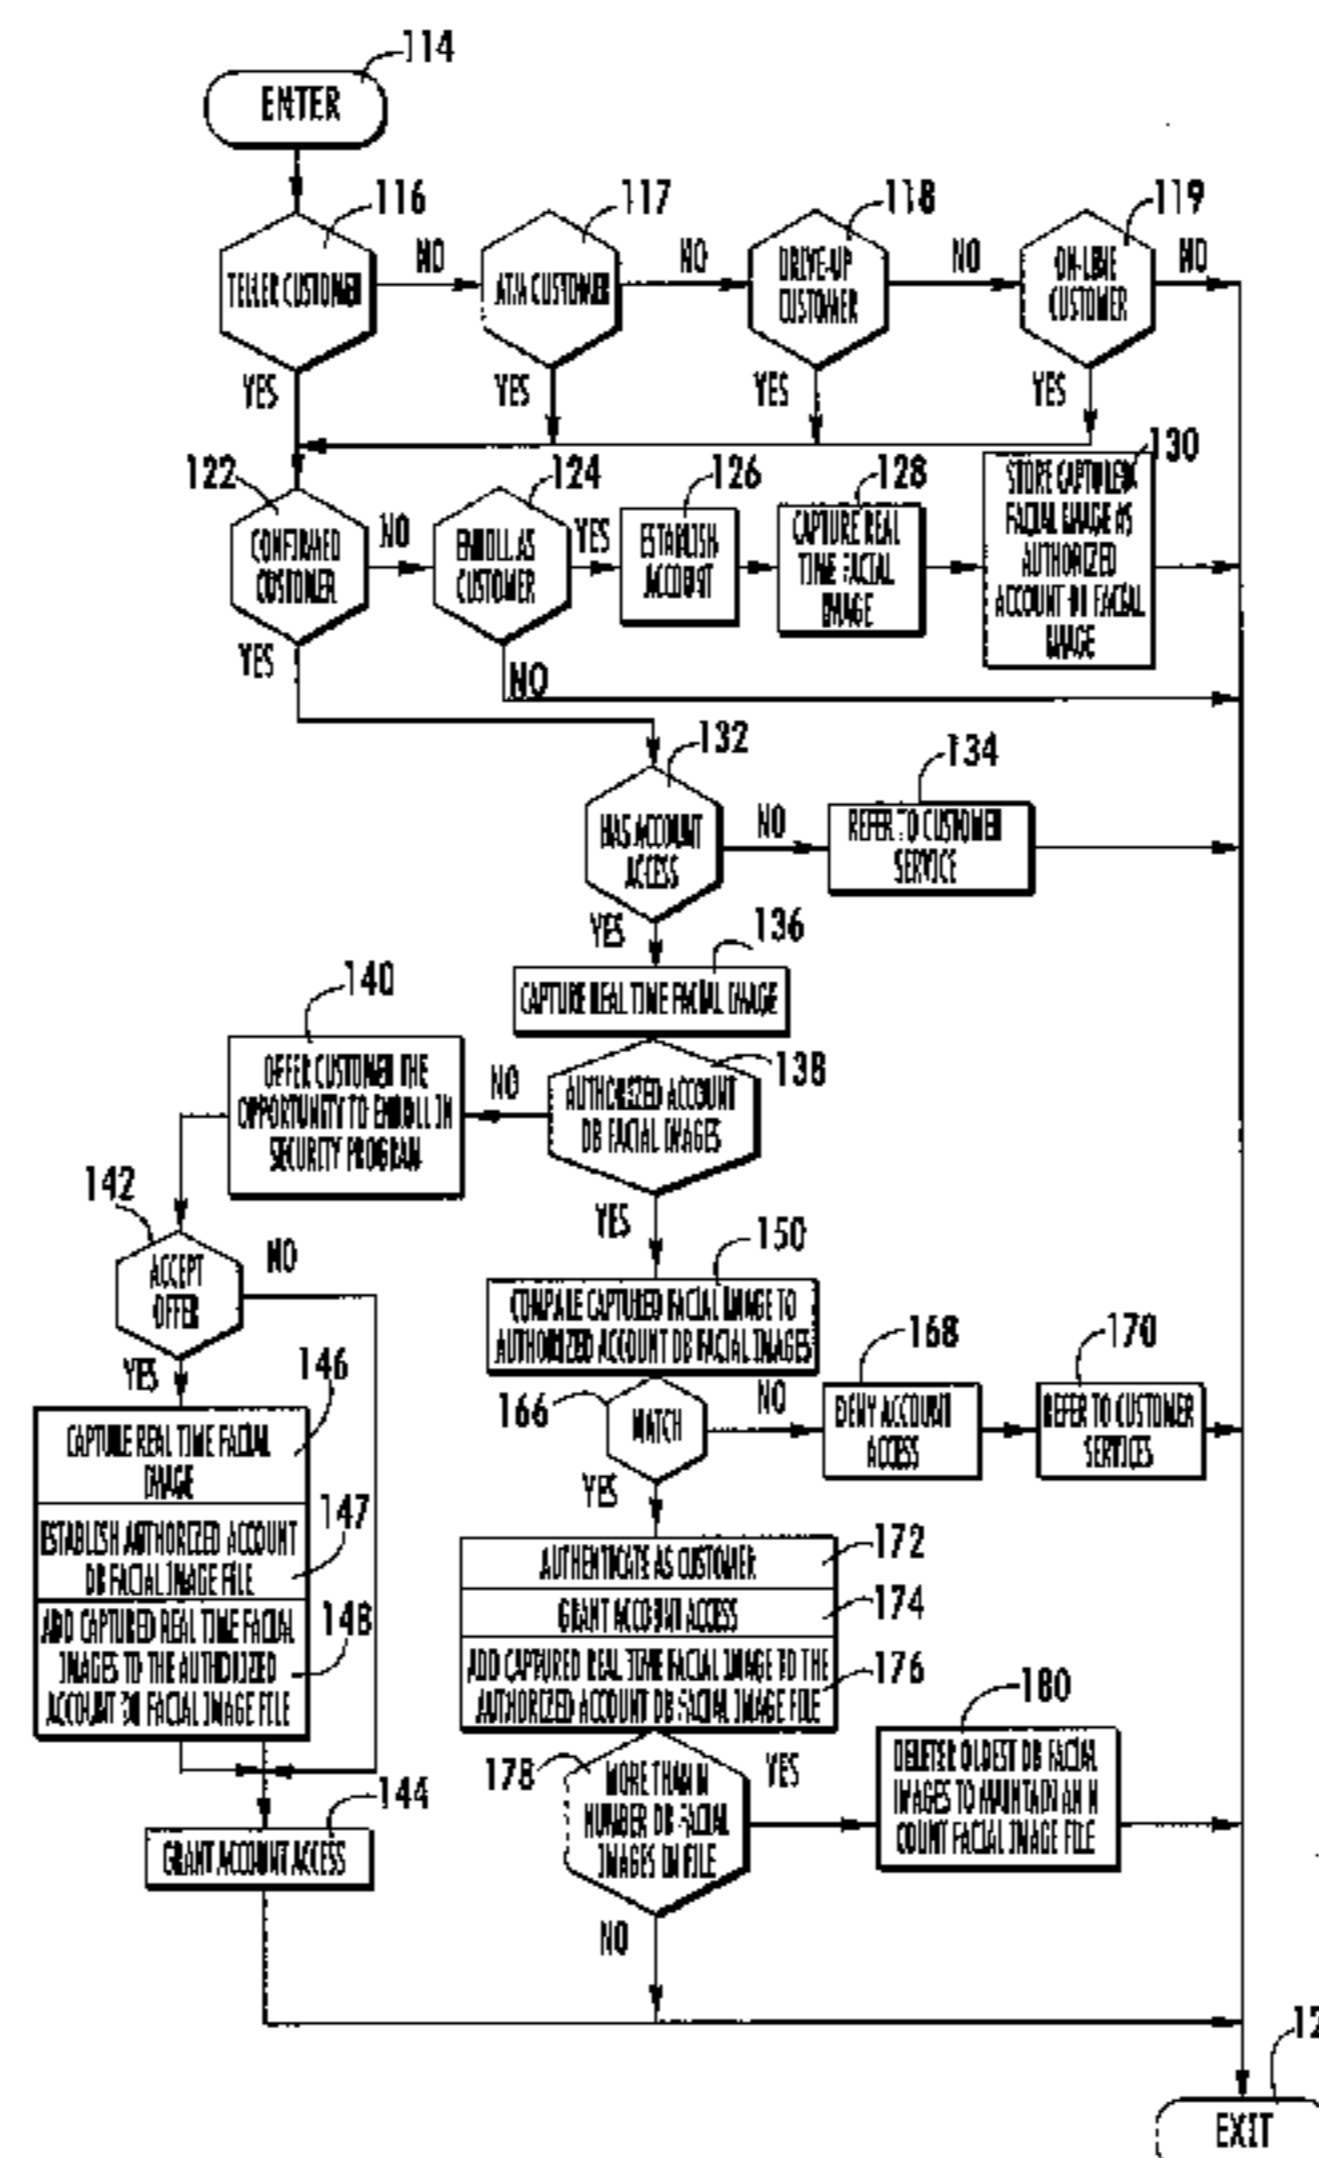 114
ENTER
116
117
118
119
TELLER CUSTOMER
NO
ATM CUSTOMER
NO
DRIVE-UP
CUSTOMER
NO
ON-LINE
CUSTOMER
NO
YES
YES
YES
YES
122
124
126
128
130
CONFIRMED
CUSTOMER
NO
ENROLL AS
CUSTOMER
YES
ESTABLISH
ACCOUNT
CAPTURE REAL
TIME FACIAL
IMAGE
STORE
FACIAL IMAGE AS
AUTHORIZED
ACCOUNT DB FACIAL
IMAGE
YES
NO
132
134
HAS ACCOUNT
ACCESS
NO
REFER TO CUSTOMER
SERVICE
YES
136
CAPTURE REAL TIME FACIAL IMAGE
138
AUTHORIZED ACCOUNT
DB FACIAL IMAGES
NO
140
OFFER CUSTOMER THE
OPPORTUNITY TO ENROLL IN
SECURITY PROGRAM
YES
142
ACCEPT
OFFER
NO
YES
150
COMPARE CAPTURED FACIAL IMAGE TO
AUTHORIZED ACCOUNT DB FACIAL IMAGES
166
MATCH
NO
168
DENY ACCOUNT
ACCESS
170
REFER TO CUSTOMER
SERVICES
YES
146
CAPTURE REAL TIME FACIAL
IMAGE
147
ESTABLISH AUTHORIZED ACCOUNT
DB FACIAL IMAGE FILE
148
ADD CAPTURED REAL TIME FACIAL
IMAGES TO THE AUTHORIZED
ACCOUNT DB FACIAL IMAGE FILE
144
GRANT ACCOUNT ACCESS
AUTHENTICATE AS CUSTOMER
172
GRANT ACCOUNT ACCESS
174
ADD CAPTURED REAL TIME FACIAL IMAGE TO THE
AUTHORIZED ACCOUNT DB FACIAL IMAGE FILE
176
178
MORE THAN N
NUMBER DB FACIAL
IMAGES IN FILE
YES
180
DELETER OLDEST DB FACIAL
IMAGES TO MAINTAIN AN N
COUNT FACIAL IMAGE FILE
NO
12
EXIT